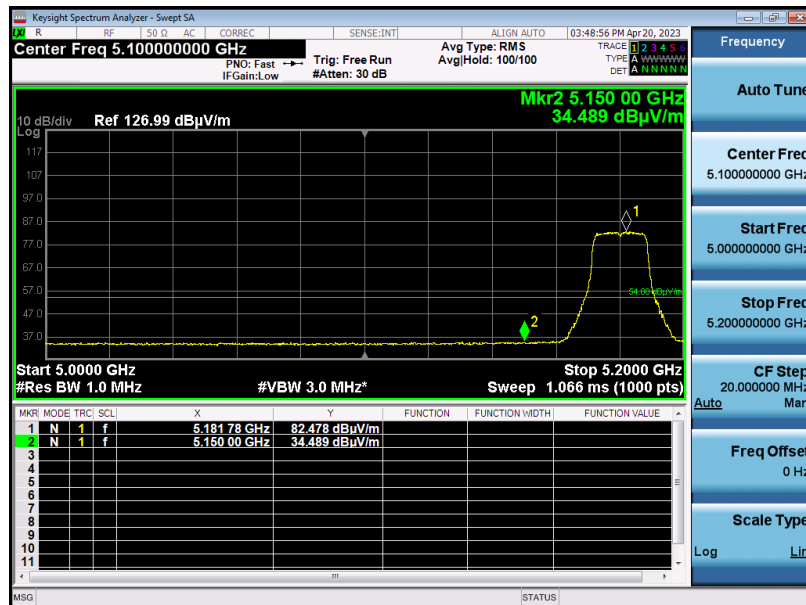 Keysight Spectrum Analyzer - Swept SA
LXI R RF 50 Ω AC CORREC SENSE:INT ALIGN AUTO 03:48:56 PM Apr 20, 2023
Center Freq 5.100000000 GHz
PNO: Fast
IFGain:Low
Trig: Free Run
#Atten: 30 dB
Avg Type: RMS
Avg|Hold: 100/100
TRACE 1 2 3 4 5 6
TYPE A WWWWW
DET A N N N N N
Mkr2 5.150 00 GHz
34.489 dBµV/m
10 dB/div Ref 126.99 dBµV/m
Log
117
107
97.0
87.0
77.0
67.0
57.0
47.0
37.0
1
54.00 dBµV/m
2
Start 5.0000 GHz Stop 5.2000 GHz
#Res BW 1.0 MHz #VBW 3.0 MHz* Sweep 1.066 ms (1000 pts)
MKR MODE TRC SCL X Y FUNCTION FUNCTION WIDTH FUNCTION VALUE
1 N 1 f 5.181 78 GHz 82.478 dBµV/m
2 N 1 f 5.150 00 GHz 34.489 dBµV/m
3
4
5
6
7
8
9
10
11
MSG STATUS
Frequency
Auto Tune
Center Freq
5.100000000 GHz
Start Freq
5.000000000 GHz
Stop Freq
5.200000000 GHz
CF Step
20.000000 MHz
Auto Man
Freq Offset
0 Hz
Scale Type
Log Lin